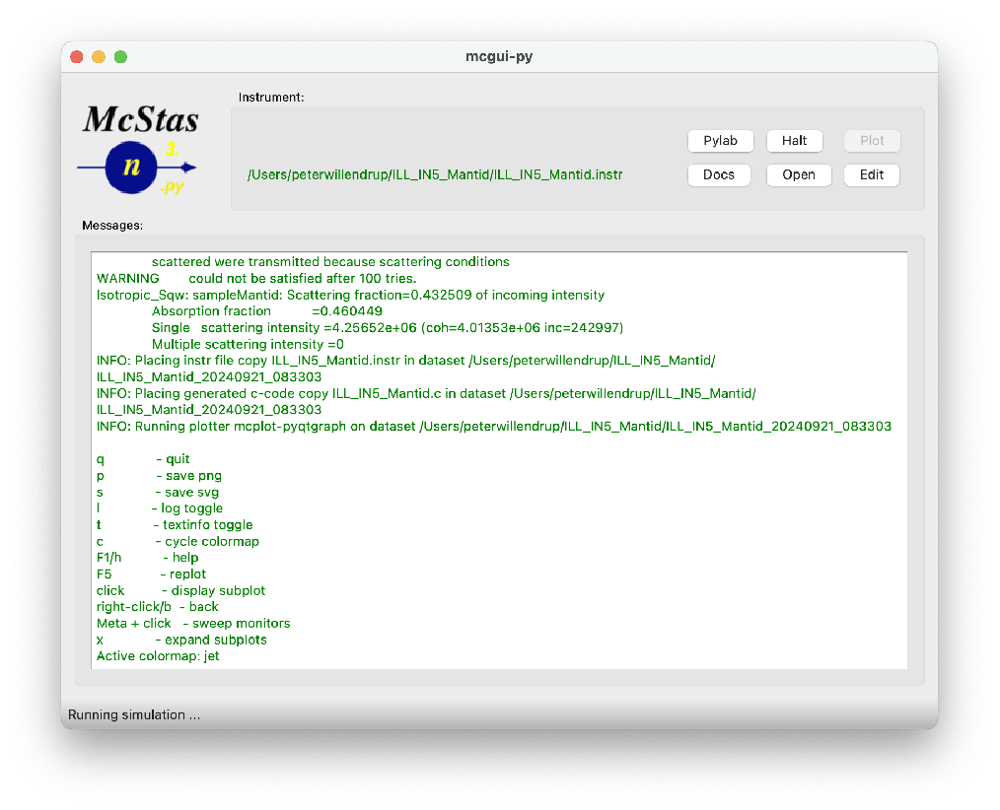 mcgui-py
McStas
3.
n
.py
Instrument:
Pylab Halt Plot
/Users/peterwillendrup/ILL_IN5_Mantid/ILL_IN5_Mantid.instr
Docs Open Edit
Messages:
scattered were transmitted because scattering conditions
WARNING could not be satisfied after 100 tries.
Isotropic_Sqw: sampleMantid: Scattering fraction=0.432509 of incoming intensity
Absorption fraction =0.460449
Single scattering intensity =4.25652e+06 (coh=4.01353e+06 inc=242997)
Multiple scattering intensity =0
INFO: Placing instr file copy ILL_IN5_Mantid.instr in dataset /Users/peterwillendrup/ILL_IN5_Mantid/
ILL_IN5_Mantid_20240921_083303
INFO: Placing generated c-code copy ILL_IN5_Mantid.c in dataset /Users/peterwillendrup/ILL_IN5_Mantid/
ILL_IN5_Mantid_20240921_083303
INFO: Running plotter mcplot-pyqtgraph on dataset /Users/peterwillendrup/ILL_IN5_Mantid/ILL_IN5_Mantid_20240921_083303
q - quit
p - save png
s - save svg
l - log toggle
t - textinfo toggle
c - cycle colormap
F1/h - help
F5 - replot
click - display subplot
right-click/b - back
Meta + click - sweep monitors
x - expand subplots
Active colormap: jet
Running simulation ...